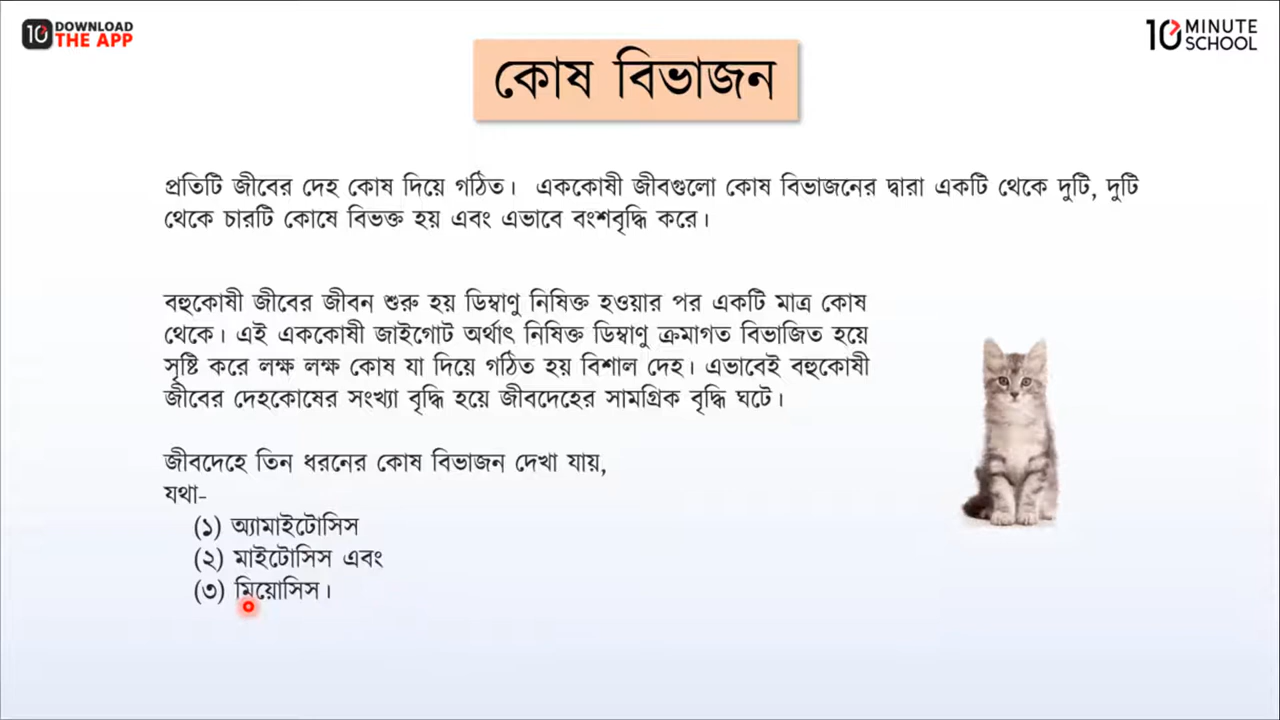 DOWNLOAD
THE APP
10 MINUTE
SCHOOL
কোষ বিভাজন
প্রতিটি জীবের দেহ কোষ দিয়ে গঠিত। এককোষী জীবগুলো কোষ বিভাজনের দ্বারা একটি থেকে দুটি, দুটি
থেকে চারটি কোষে বিভক্ত হয় এবং এভাবে বংশবৃদ্ধি করে।
বহুকোষী জীবের জীবন শুরু হয় ডিম্বাণু নিষিক্ত হওয়ার পর একটি মাত্র কোষ
থেকে। এই এককোষী জাইগোট অর্থাৎ নিষিক্ত ডিম্বাণু ক্রমাগত বিভাজিত হয়ে
সৃষ্টি করে লক্ষ লক্ষ কোষ যা দিয়ে গঠিত হয় বিশাল দেহ। এভাবেই বহুকোষী
জীবের দেহকোষের সংখ্যা বৃদ্ধি হয়ে জীবদেহের সামগ্রিক বৃদ্ধি ঘটে।
জীবদেহে তিন ধরনের কোষ বিভাজন দেখা যায়,
যথা-
(১) অ্যামাইটোসিস
(২) মাইটোসিস এবং
(৩) মিয়োসিস।